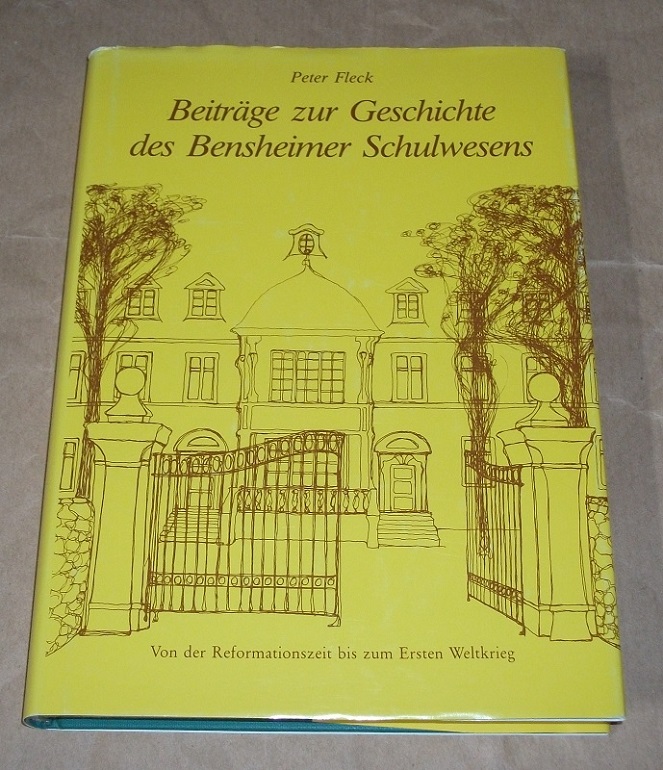 Peter Fleck
Beiträge zur Geschichte
des Bensheimer Schulwesens
Von der Reformationszeit bis zum Ersten Weltkrieg